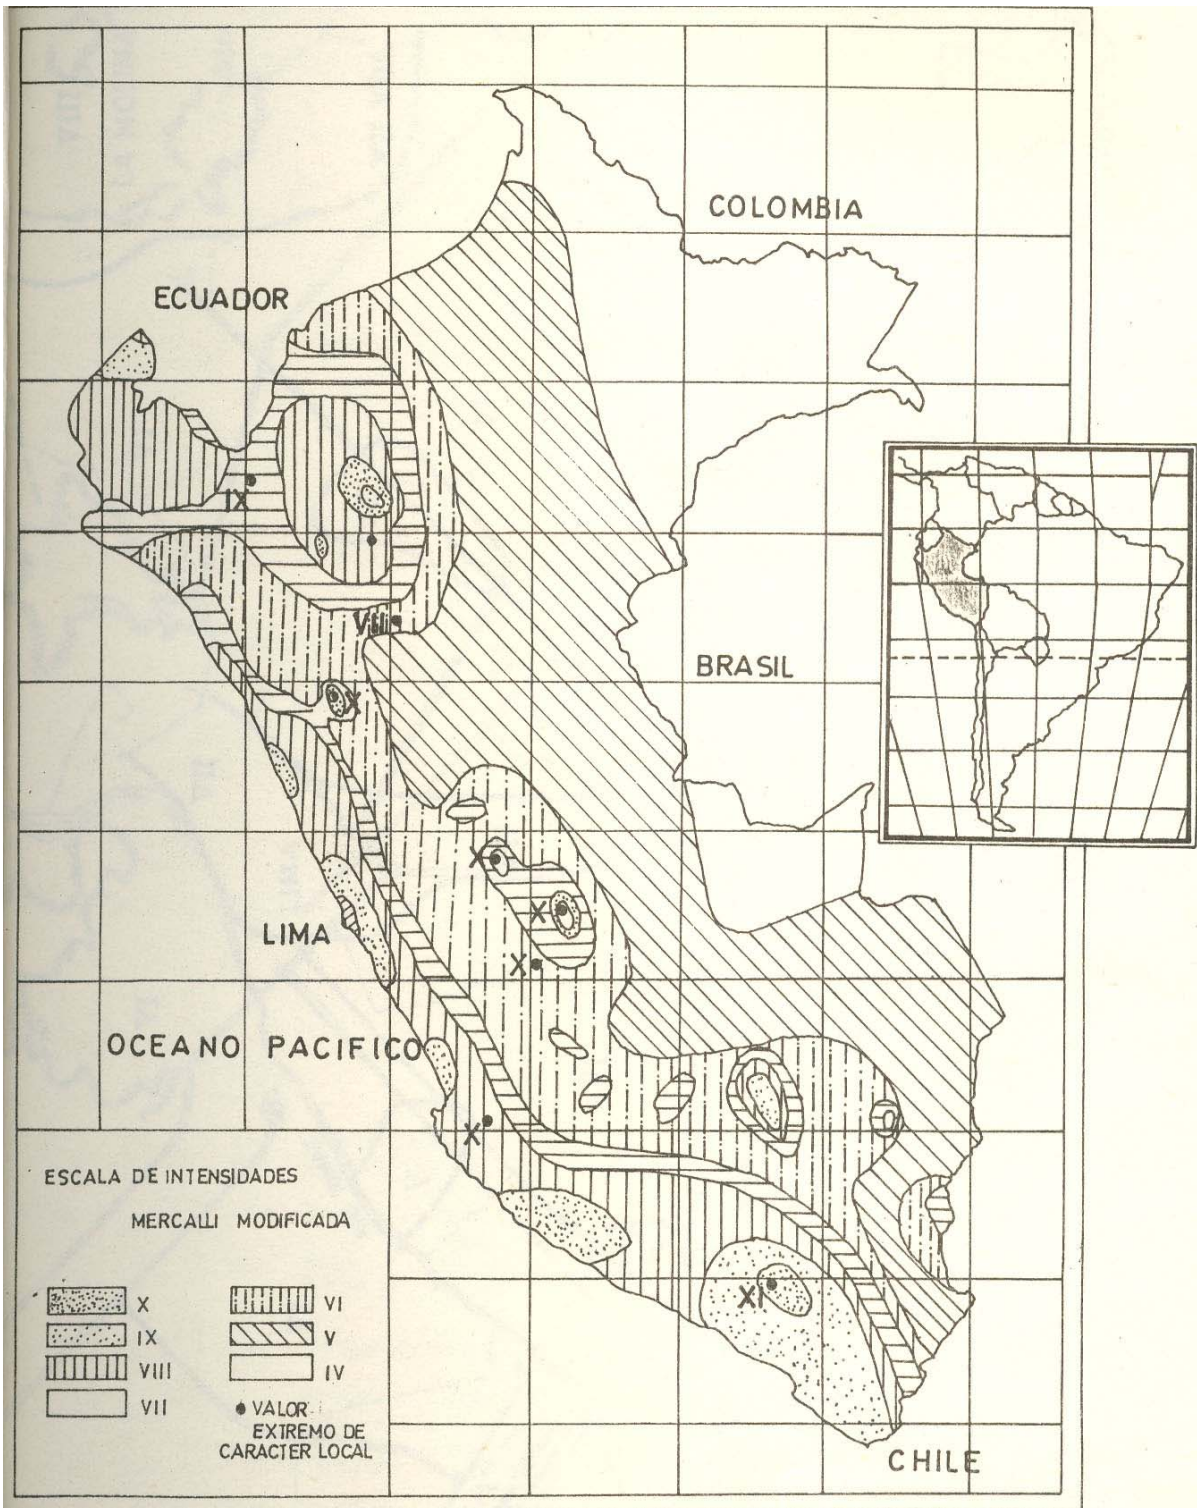 COLOMBIA
ECUADOR
IX
VII
BRASIL
X
X
LIMA
X
X
OCEANO PACIFICO
X
XI
CHILE
ESCALA DE INTENSIDADES
MERCALLI MODIFICADA
X
IX
VIII
VII
VI
V
IV
VALOR
EXTREMO DE
CARACTER LOCAL